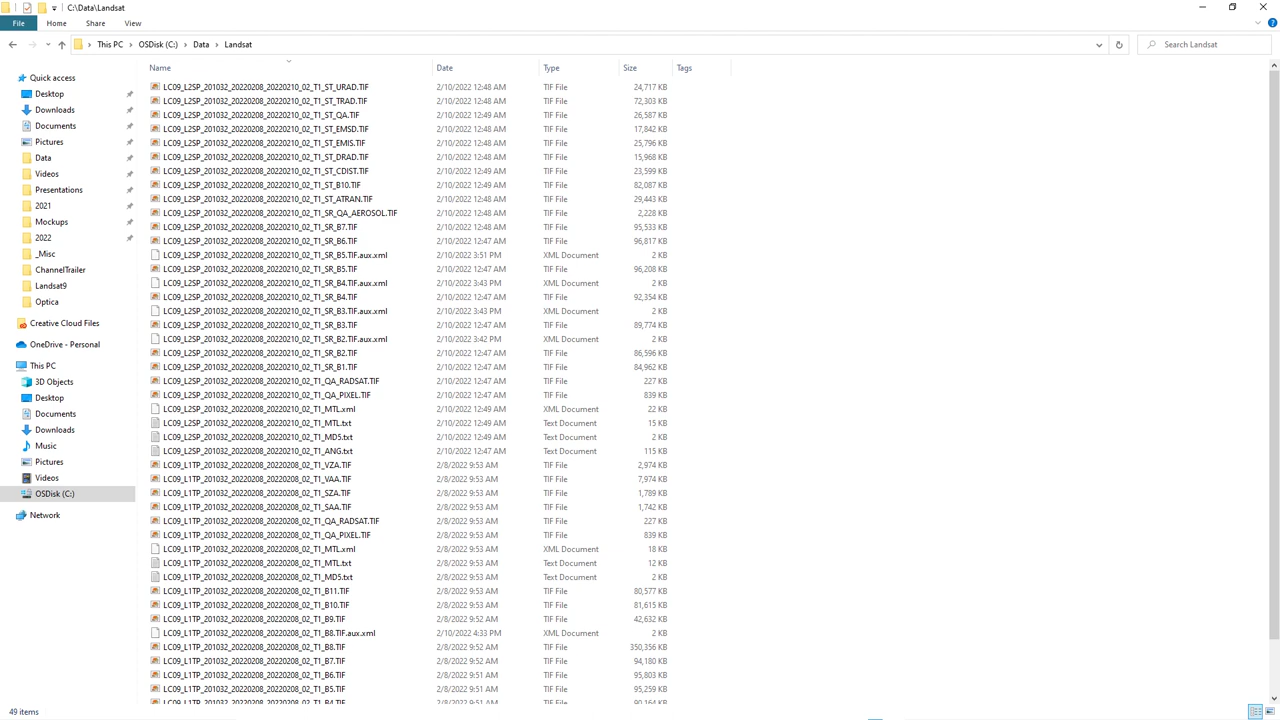 C:\Data\Landsat
File Home Share View
This PC > OSDisk (C:) > Data > Landsat
Search Landsat
Name Date Type Size Tags
Quick access
Desktop
Downloads
Documents
Pictures
Data
Videos
Presentations
2021
Mockups
2022
_Misc
ChannelTrailer
Landsat9
Optica
Creative Cloud Files
OneDrive - Personal
This PC
3D Objects
Desktop
Documents
Downloads
Music
Pictures
Videos
OSDisk (C:)
Network
LC09_L2SP_201032_20220208_20220210_02_T1_ST_URAD.TIF 2/10/2022 12:48 AM TIF File 24,717 KB
LC09_L2SP_201032_20220208_20220210_02_T1_ST_TRAD.TIF 2/10/2022 12:48 AM TIF File 72,303 KB
LC09_L2SP_201032_20220208_20220210_02_T1_ST_QA.TIF 2/10/2022 12:49 AM TIF File 26,587 KB
LC09_L2SP_201032_20220208_20220210_02_T1_ST_EMSD.TIF 2/10/2022 12:48 AM TIF File 17,842 KB
LC09_L2SP_201032_20220208_20220210_02_T1_ST_EMIS.TIF 2/10/2022 12:48 AM TIF File 25,796 KB
LC09_L2SP_201032_20220208_20220210_02_T1_ST_DRAD.TIF 2/10/2022 12:48 AM TIF File 15,968 KB
LC09_L2SP_201032_20220208_20220210_02_T1_ST_CDIST.TIF 2/10/2022 12:49 AM TIF File 23,599 KB
LC09_L2SP_201032_20220208_20220210_02_T1_ST_B10.TIF 2/10/2022 12:49 AM TIF File 82,087 KB
LC09_L2SP_201032_20220208_20220210_02_T1_ST_ATRAN.TIF 2/10/2022 12:48 AM TIF File 29,443 KB
LC09_L2SP_201032_20220208_20220210_02_T1_SR_QA_AEROSOL.TIF 2/10/2022 12:48 AM TIF File 2,228 KB
LC09_L2SP_201032_20220208_20220210_02_T1_SR_B7.TIF 2/10/2022 12:48 AM TIF File 95,533 KB
LC09_L2SP_201032_20220208_20220210_02_T1_SR_B6.TIF 2/10/2022 12:47 AM TIF File 96,817 KB
LC09_L2SP_201032_20220208_20220210_02_T1_SR_B5.TIF.aux.xml 2/10/2022 3:51 PM XML Document 2 KB
LC09_L2SP_201032_20220208_20220210_02_T1_SR_B5.TIF 2/10/2022 12:47 AM TIF File 96,208 KB
LC09_L2SP_201032_20220208_20220210_02_T1_SR_B4.TIF.aux.xml 2/10/2022 3:43 PM XML Document 2 KB
LC09_L2SP_201032_20220208_20220210_02_T1_SR_B4.TIF 2/10/2022 12:47 AM TIF File 92,354 KB
LC09_L2SP_201032_20220208_20220210_02_T1_SR_B3.TIF.aux.xml 2/10/2022 3:43 PM XML Document 2 KB
LC09_L2SP_201032_20220208_20220210_02_T1_SR_B3.TIF 2/10/2022 12:47 AM TIF File 89,774 KB
LC09_L2SP_201032_20220208_20220210_02_T1_SR_B2.TIF.aux.xml 2/10/2022 3:42 PM XML Document 2 KB
LC09_L2SP_201032_20220208_20220210_02_T1_SR_B2.TIF 2/10/2022 12:47 AM TIF File 86,596 KB
LC09_L2SP_201032_20220208_20220210_02_T1_SR_B1.TIF 2/10/2022 12:47 AM TIF File 84,962 KB
LC09_L2SP_201032_20220208_20220210_02_T1_QA_RADSAT.TIF 2/10/2022 12:47 AM TIF File 227 KB
LC09_L2SP_201032_20220208_20220210_02_T1_QA_PIXEL.TIF 2/10/2022 12:47 AM TIF File 839 KB
LC09_L2SP_201032_20220208_20220210_02_T1_MTL.xml 2/10/2022 12:49 AM XML Document 22 KB
LC09_L2SP_201032_20220208_20220210_02_T1_MTL.txt 2/10/2022 12:49 AM Text Document 15 KB
LC09_L2SP_201032_20220208_20220210_02_T1_MD5.txt 2/10/2022 12:49 AM Text Document 2 KB
LC09_L2SP_201032_20220208_20220210_02_T1_ANG.txt 2/10/2022 12:47 AM Text Document 115 KB
LC09_L1TP_201032_20220208_20220208_02_T1_VZA.TIF 2/8/2022 9:53 AM TIF File 2,974 KB
LC09_L1TP_201032_20220208_20220208_02_T1_VAA.TIF 2/8/2022 9:53 AM TIF File 7,974 KB
LC09_L1TP_201032_20220208_20220208_02_T1_SZA.TIF 2/8/2022 9:53 AM TIF File 1,789 KB
LC09_L1TP_201032_20220208_20220208_02_T1_SAA.TIF 2/8/2022 9:53 AM TIF File 1,742 KB
LC09_L1TP_201032_20220208_20220208_02_T1_QA_RADSAT.TIF 2/8/2022 9:53 AM TIF File 227 KB
LC09_L1TP_201032_20220208_20220208_02_T1_QA_PIXEL.TIF 2/8/2022 9:53 AM TIF File 839 KB
LC09_L1TP_201032_20220208_20220208_02_T1_MTL.xml 2/8/2022 9:53 AM XML Document 18 KB
LC09_L1TP_201032_20220208_20220208_02_T1_MTL.txt 2/8/2022 9:53 AM Text Document 12 KB
LC09_L1TP_201032_20220208_20220208_02_T1_MD5.txt 2/8/2022 9:53 AM Text Document 2 KB
LC09_L1TP_201032_20220208_20220208_02_T1_B11.TIF 2/8/2022 9:53 AM TIF File 80,577 KB
LC09_L1TP_201032_20220208_20220208_02_T1_B10.TIF 2/8/2022 9:53 AM TIF File 81,615 KB
LC09_L1TP_201032_20220208_20220208_02_T1_B9.TIF 2/8/2022 9:52 AM TIF File 42,632 KB
LC09_L1TP_201032_20220208_20220208_02_T1_B8.TIF.aux.xml 2/10/2022 4:33 PM XML Document 2 KB
LC09_L1TP_201032_20220208_20220208_02_T1_B8.TIF 2/8/2022 9:52 AM TIF File 350,356 KB
LC09_L1TP_201032_20220208_20220208_02_T1_B7.TIF 2/8/2022 9:52 AM TIF File 94,180 KB
LC09_L1TP_201032_20220208_20220208_02_T1_B6.TIF 2/8/2022 9:51 AM TIF File 95,803 KB
LC09_L1TP_201032_20220208_20220208_02_T1_B5.TIF 2/8/2022 9:51 AM TIF File 95,259 KB
LC09_L1TP_201032_20220208_20220208_02_T1_B4.TIF 2/8/2022 9:51 AM TIF File 90,164 KB
49 items